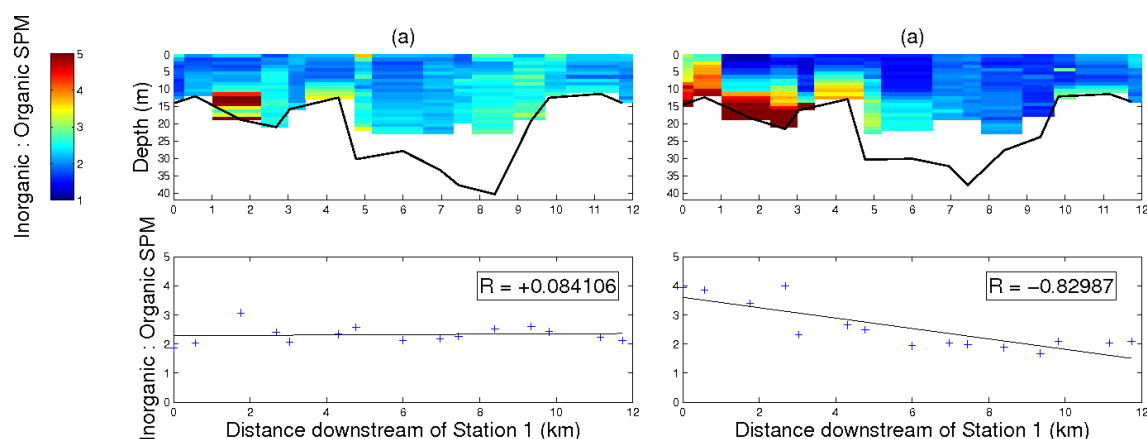 (a)
(a)
Inorganic : Organic SPM
5
4
3
2
1
Depth (m)
0
5
10
15
20
25
30
35
40
0 1 2 3 4 5 6 7 8 9 10 11 12
0
5
10
15
20
25
30
35
40
0 1 2 3 4 5 6 7 8 9 10 11 12
Inorganic : Organic SPM
5
4
3
2
1
0
R = +0.084106
0 2 4 6 8 10 12
Distance downstream of Station 1 (km)
5
4
3
2
1
0
R = −0.82987
0 2 4 6 8 10 12
Distance downstream of Station 1 (km)